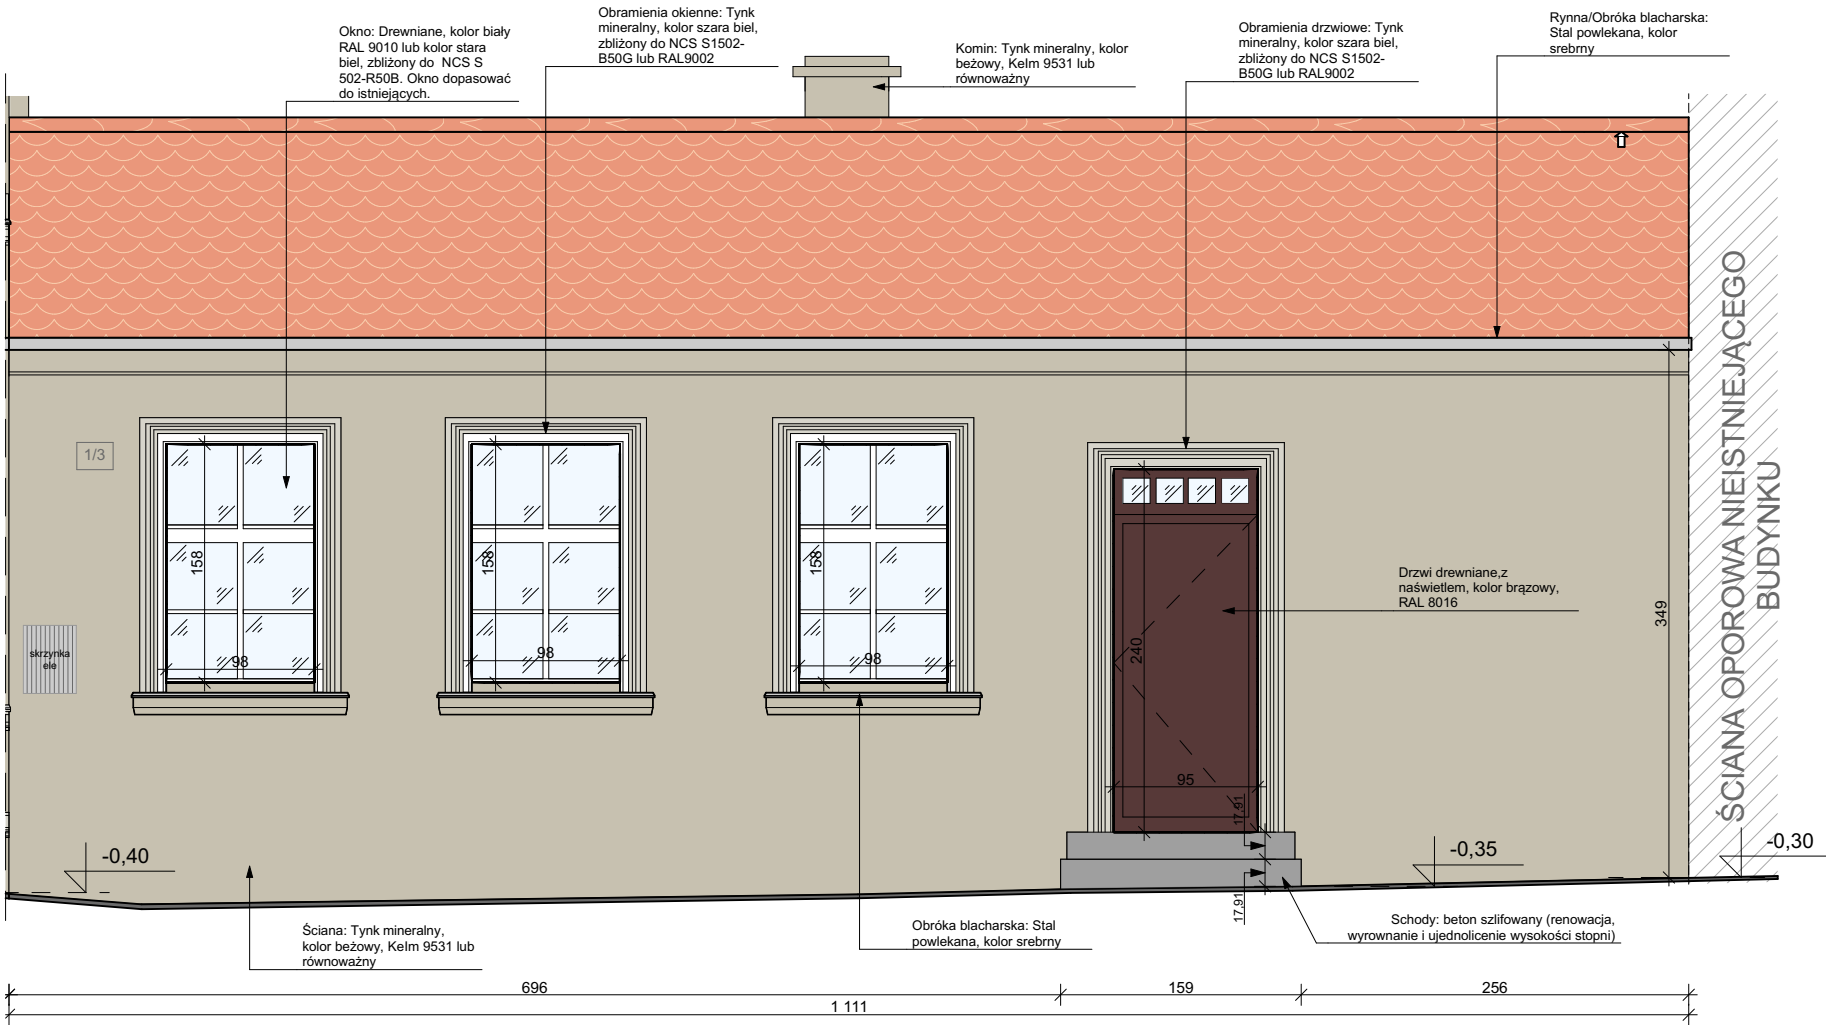 Okno: Drewniane, kolor biały
RAL 9010 lub kolor stara
biel, zbliżony do NCS S
502-R50B. Okno dopasować
do istniejących.
Obramienia okienne: Tynk
mineralny, kolor szara biel,
zbliżony do NCS S1502-
B50G lub RAL9002
Komin: Tynk mineralny, kolor
beżowy, Kelm 9531 lub
równoważny
Obramienia drzwiowe: Tynk
mineralny, kolor szara biel,
zbliżony do NCS S1502-
B50G lub RAL9002
Rynna/Obróka blacharska:
Stal powlekana, kolor
srebrny
1/3
158
98
158
98
158
98
skrzynka
ele
240
95
17,91
17,91
Drzwi drewniane,z
naświetlem, kolor brązowy,
RAL 8016
349
ŚCIANA OPOROWA NIEISTNIEJĄCEGO
BUDYNKU
-0,40
-0,35
-0,30
Ściana: Tynk mineralny,
kolor beżowy, Kelm 9531 lub
równoważny
Obróka blacharska: Stal
powlekana, kolor srebrny
Schody: beton szlifowany (renowacja,
wyrownanie i ujednolicenie wysokości stopni)
696
159
256
1 111